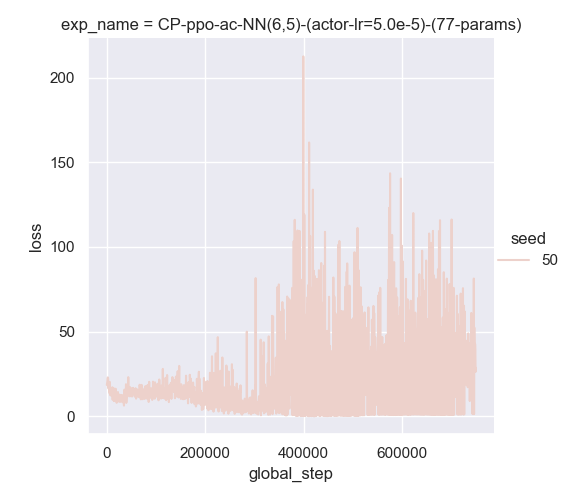 exp_name = CP-ppo-ac-NN(6,5)-(actor-lr=5.0e-5)-(77-params)
200
150
100
50
0
loss
seed
50
0
200000
400000
600000
global_step